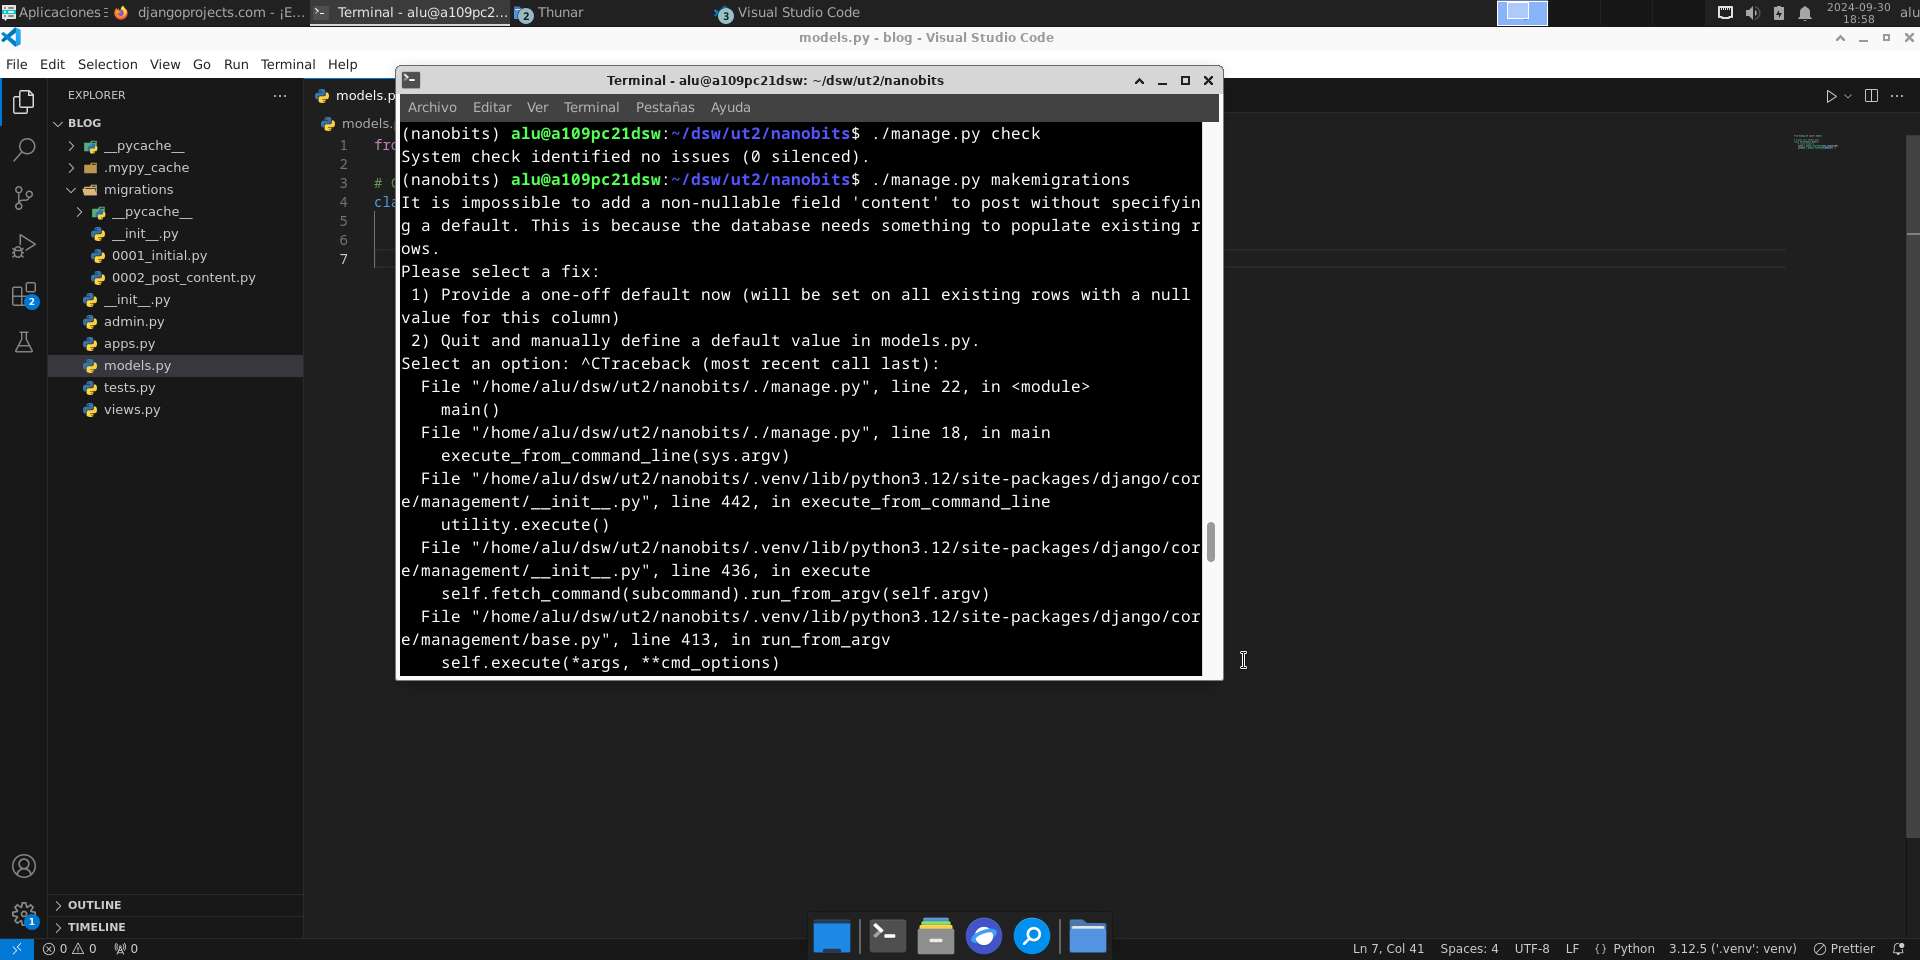 Aplicaciones
djangoprojects.com - ¡E...
Terminal - alu@a109pc2...
2 Thunar
3 Visual Studio Code
2024-09-30
18:58
alu
models.py - blog - Visual Studio Code
File Edit Selection View Go Run Terminal Help
EXPLORER
BLOG
__pycache__
.mypy_cache
migrations
__pycache__
__init__.py
0001_initial.py
0002_post_content.py
__init__.py
admin.py
apps.py
models.py
tests.py
views.py
OUTLINE
TIMELINE
2
1
models.p
models.
1 fro
2
3 #
4 cla
5
6
7
Terminal - alu@a109pc21dsw: ~/dsw/ut2/nanobits
Archivo Editar Ver Terminal Pestañas Ayuda
(nanobits) alu@a109pc21dsw:~/dsw/ut2/nanobits$ ./manage.py check
System check identified no issues (0 silenced).
(nanobits) alu@a109pc21dsw:~/dsw/ut2/nanobits$ ./manage.py makemigrations
It is impossible to add a non-nullable field 'content' to post without specifyin
g a default. This is because the database needs something to populate existing r
ows.
Please select a fix:
1) Provide a one-off default now (will be set on all existing rows with a null
value for this column)
2) Quit and manually define a default value in models.py.
Select an option: ^CTraceback (most recent call last):
File "/home/alu/dsw/ut2/nanobits/./manage.py", line 22, in <module>
main()
File "/home/alu/dsw/ut2/nanobits/./manage.py", line 18, in main
execute_from_command_line(sys.argv)
File "/home/alu/dsw/ut2/nanobits/.venv/lib/python3.12/site-packages/django/cor
e/management/__init__.py", line 442, in execute_from_command_line
utility.execute()
File "/home/alu/dsw/ut2/nanobits/.venv/lib/python3.12/site-packages/django/cor
e/management/__init__.py", line 436, in execute
self.fetch_command(subcommand).run_from_argv(self.argv)
File "/home/alu/dsw/ut2/nanobits/.venv/lib/python3.12/site-packages/django/cor
e/management/base.py", line 413, in run_from_argv
self.execute(*args, **cmd_options)
0 0 0
Ln 7, Col 41 Spaces: 4 UTF-8 LF {} Python 3.12.5 ('.venv': venv) Prettier